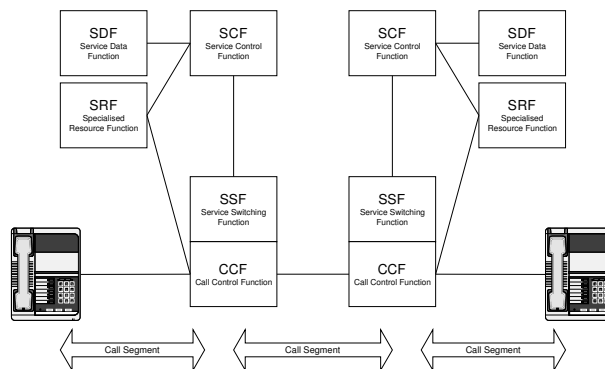 SDF
Service Data
Function
SCF
Service Control
Function
SCF
Service Control
Function
SDF
Service Data
Function
SRF
Specialised
Resource Function
SRF
Specialised
Resource Function
SSF
Service Switching
Function
SSF
Service Switching
Function
CCF
Call Control Function
CCF
Call Control Function
Call Segment
Call Segment
Call Segment